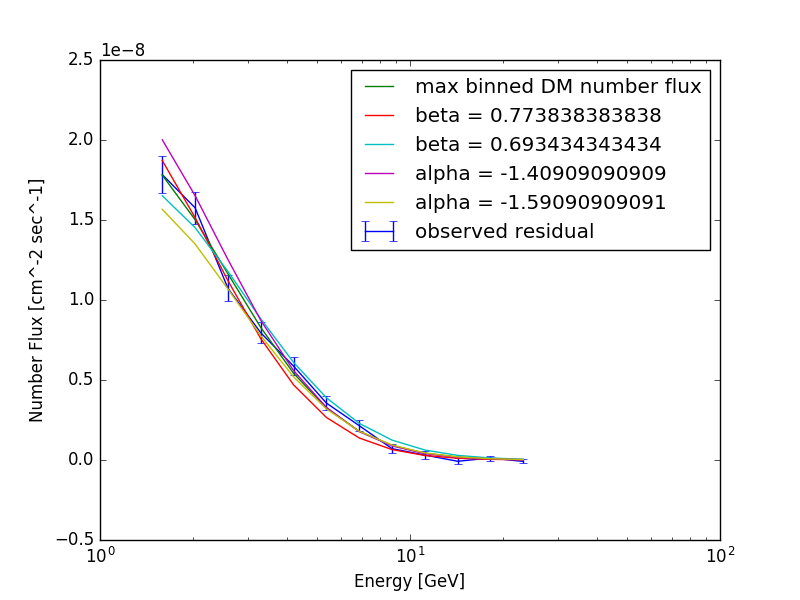 1e−8
2.5
2.0
1.5
1.0
0.5
0.0
−0.5
Number Flux [cm^-2 sec^-1]
max binned DM number flux
beta = 0.773838383838
beta = 0.693434343434
alpha = -1.40909090909
alpha = -1.59090909091
observed residual
10⁰ 10¹ 10²
Energy [GeV]